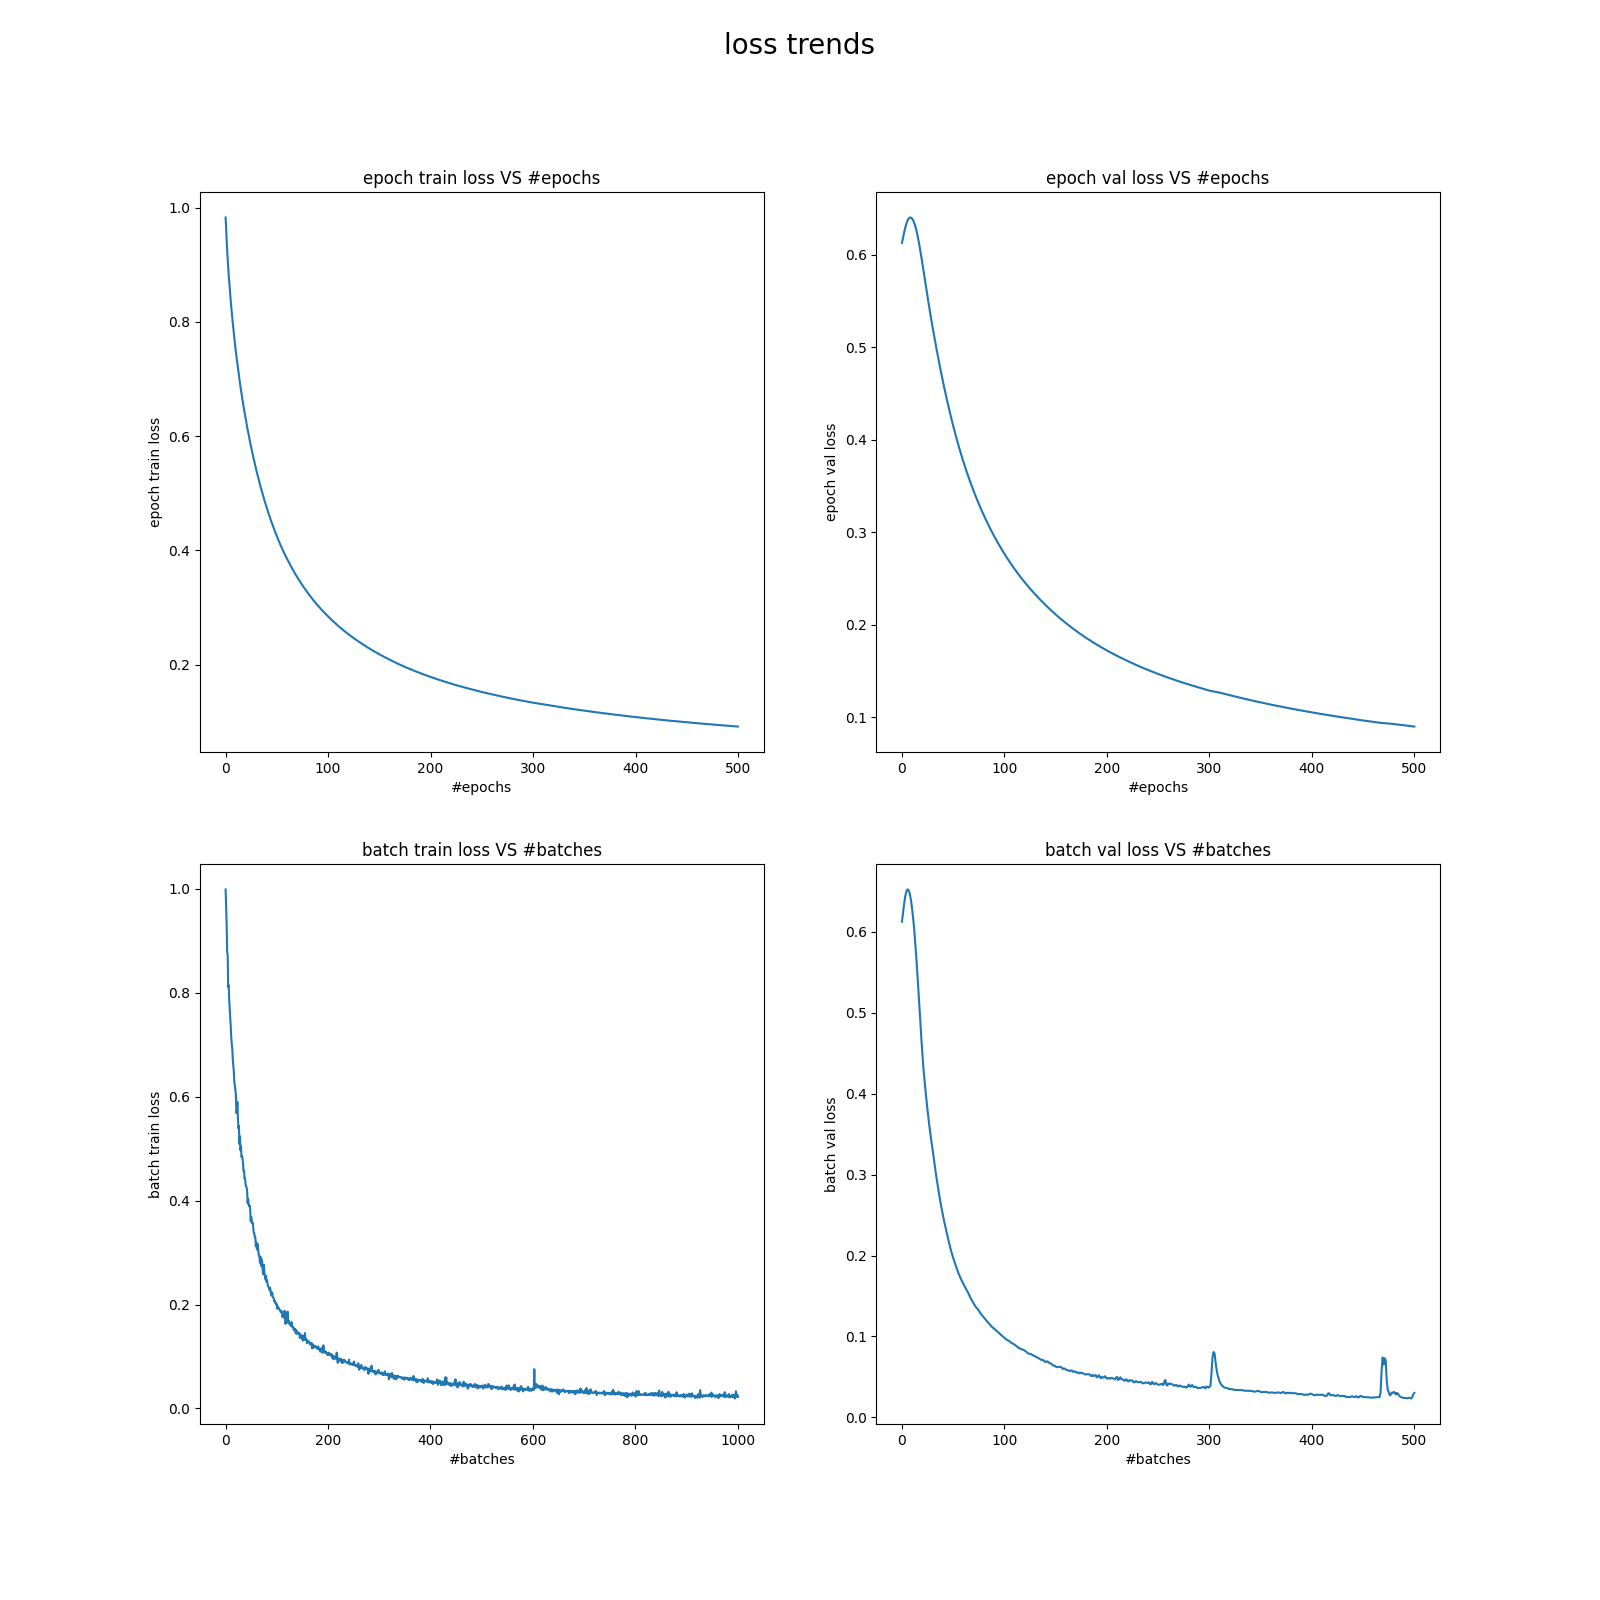 loss trends
epoch train loss VS #epochs
epoch train loss
1.0
0.8
0.6
0.4
0.2
0 100 200 300 400 500
#epochs
epoch val loss VS #epochs
epoch val loss
0.6
0.5
0.4
0.3
0.2
0.1
0 100 200 300 400 500
#epochs
batch train loss VS #batches
batch train loss
1.0
0.8
0.6
0.4
0.2
0.0
0 200 400 600 800 1000
#batches
batch val loss VS #batches
batch val loss
0.6
0.5
0.4
0.3
0.2
0.1
0.0
0 100 200 300 400 500
#batches